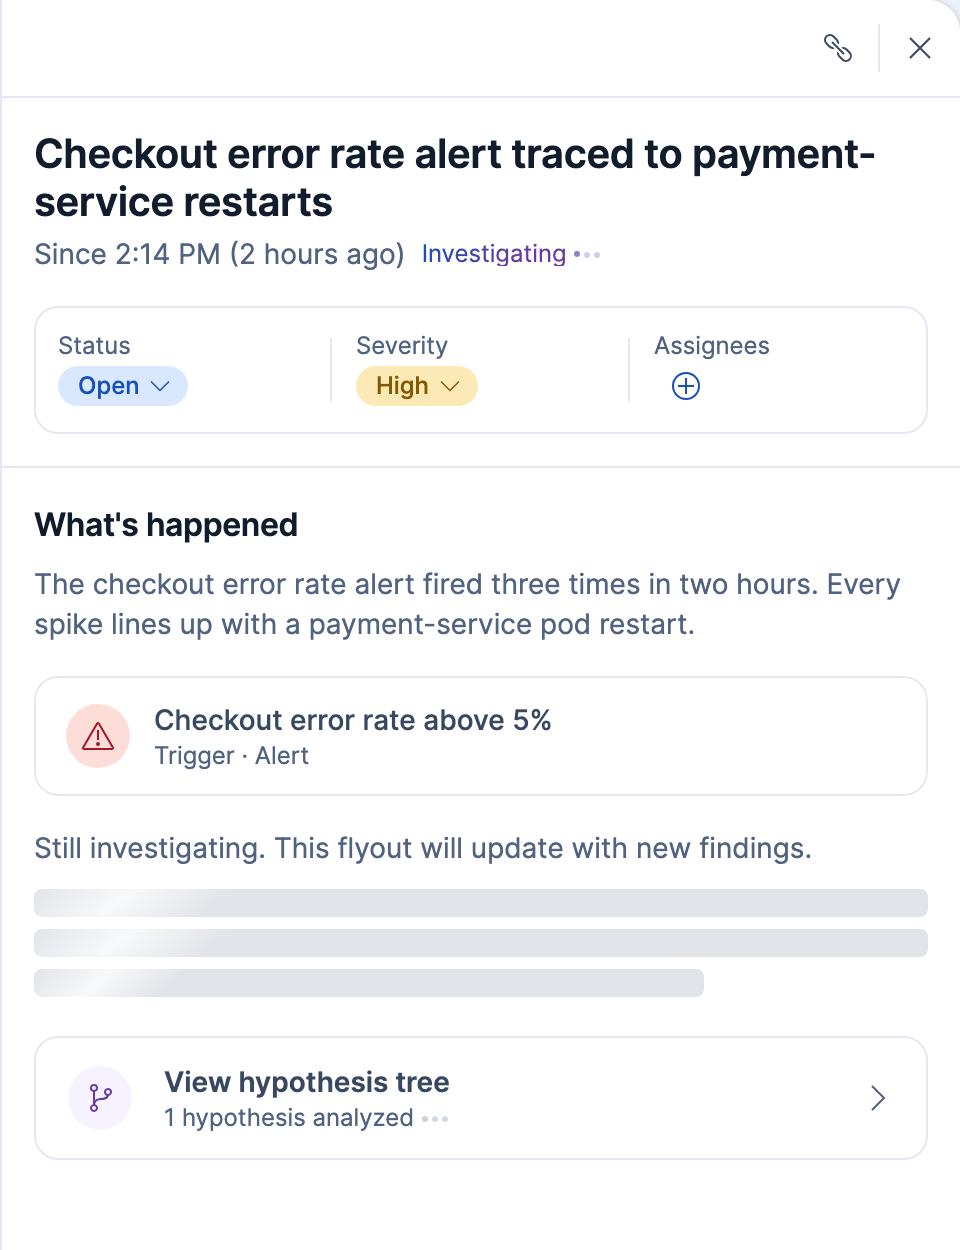 Checkout error rate alert traced to payment-
service restarts
Since 2:14 PM (2 hours ago) Investigating
Status
Open
Severity
High
Assignees
What's happened
The checkout error rate alert fired three times in two hours. Every
spike lines up with a payment-service pod restart.
Checkout error rate above 5%
Trigger · Alert
Still investigating. This flyout will update with new findings.
View hypothesis tree
1 hypothesis analyzed